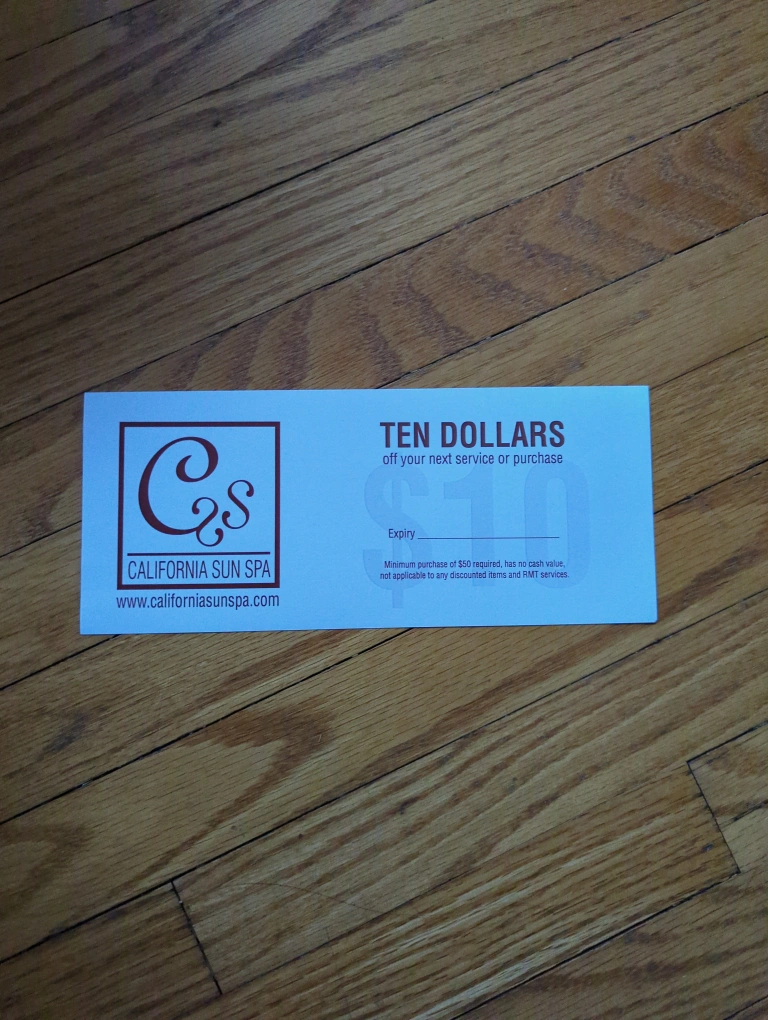 Css
CALIFORNIA SUN SPA
www.californiasunspa.com
TEN DOLLARS
off your next service or purchase
$10
Expiry
Minimum purchase of $50 required, has no cash value,
not applicable to any discounted items and RMT services.